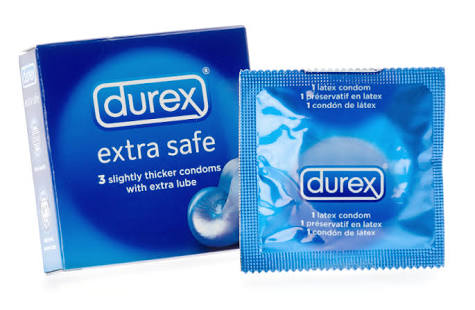 durex®
extra safe
3 slightly thicker condoms
with extra lube
1 latex condom
1 préservatif en latex
1 condón de látex
durex
1 latex condom
1 préservatif en latex
1 condón de látex